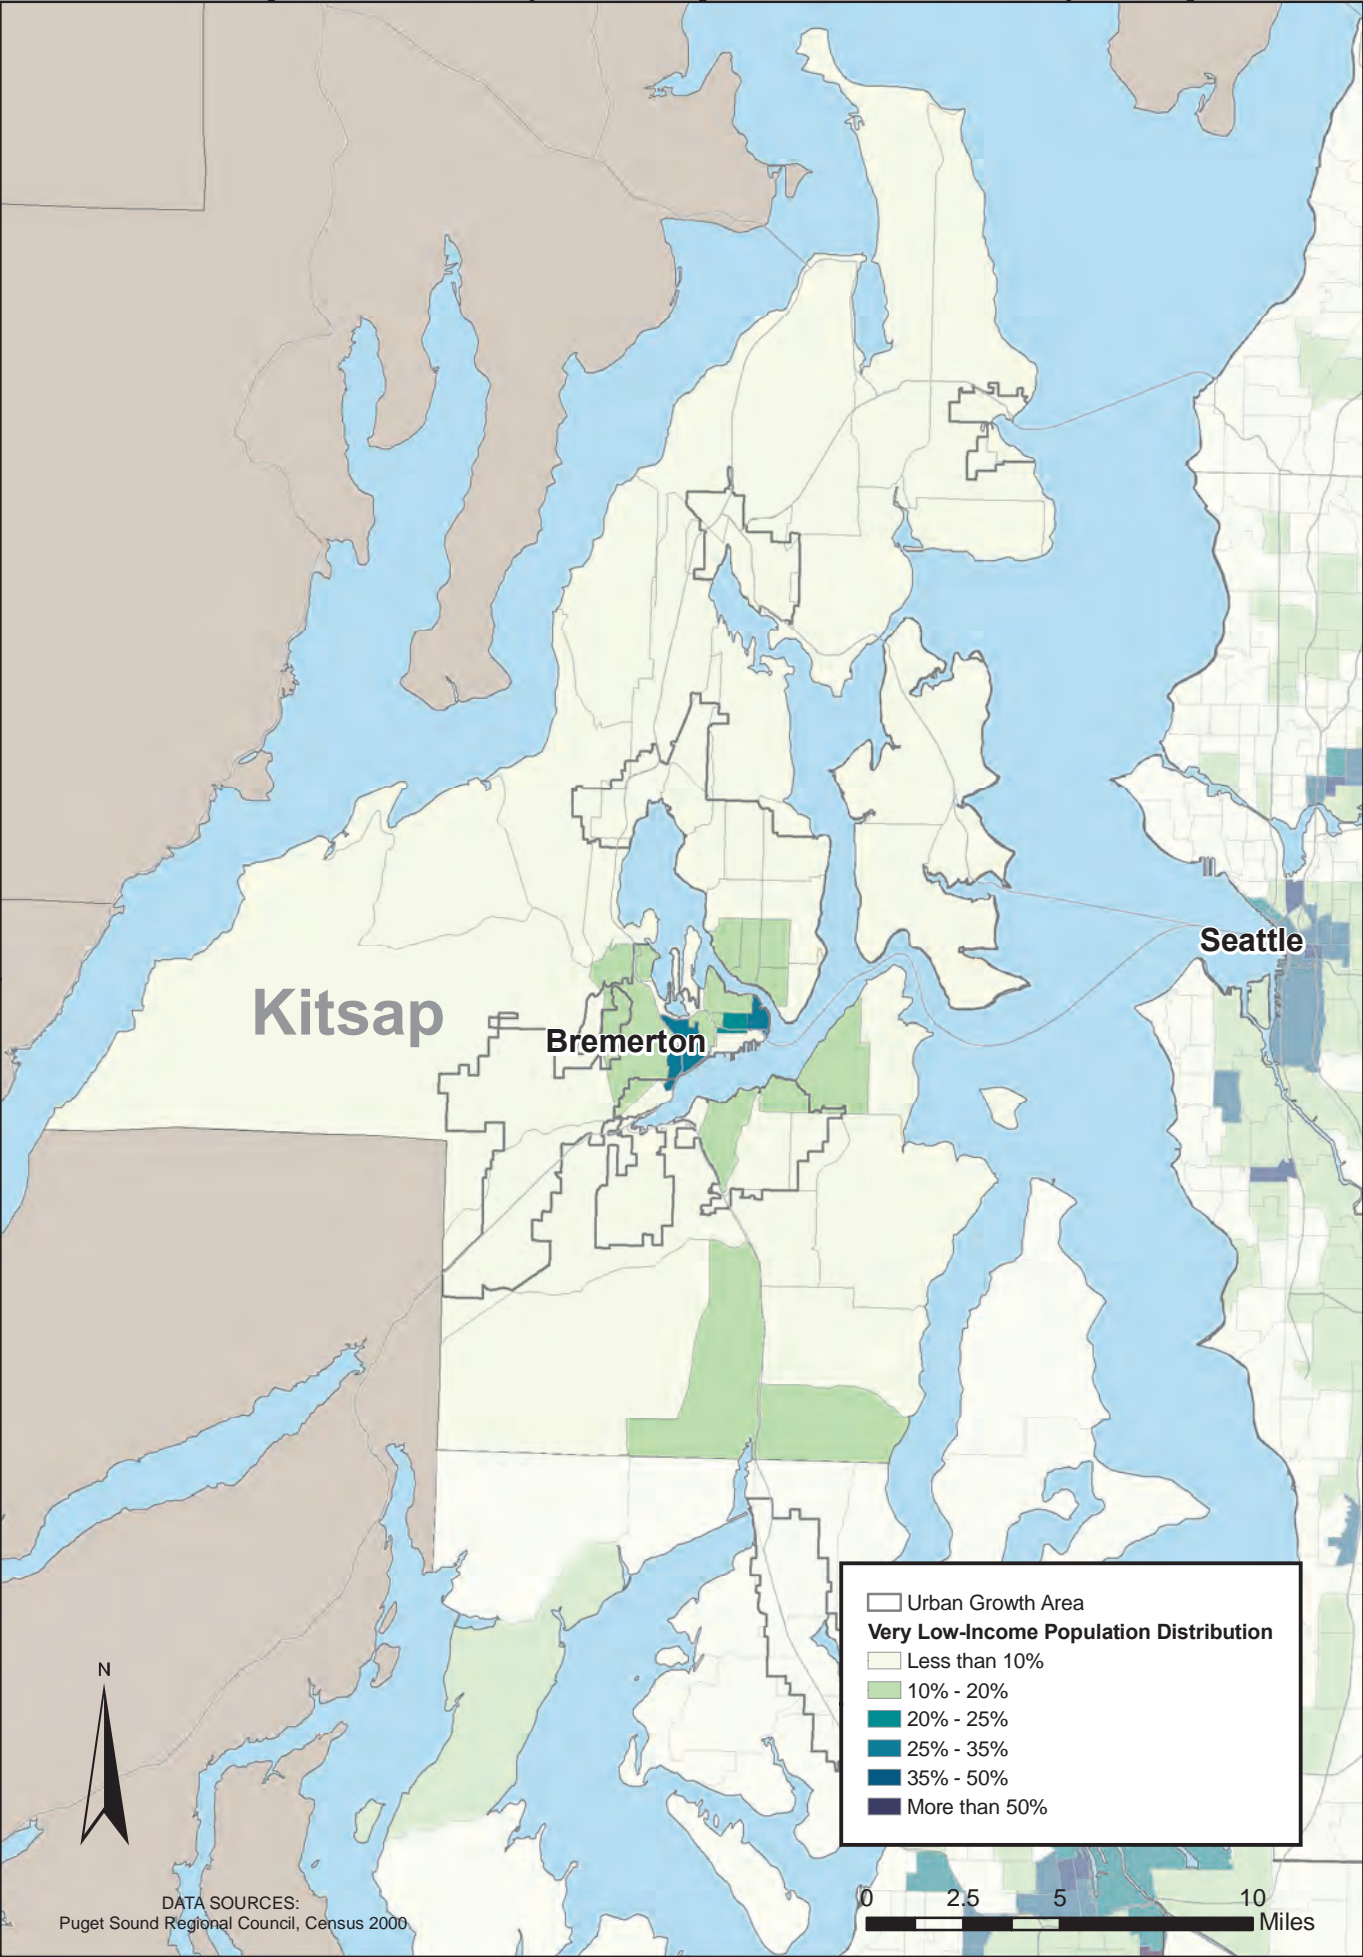 Kitsap
Bremerton
Seattle
Urban Growth Area
Very Low-Income Population Distribution
Less than 10%
10% - 20%
20% - 25%
25% - 35%
35% - 50%
More than 50%
N
DATA SOURCES:
Puget Sound Regional Council, Census 2000
0 2.5 5 10
Miles